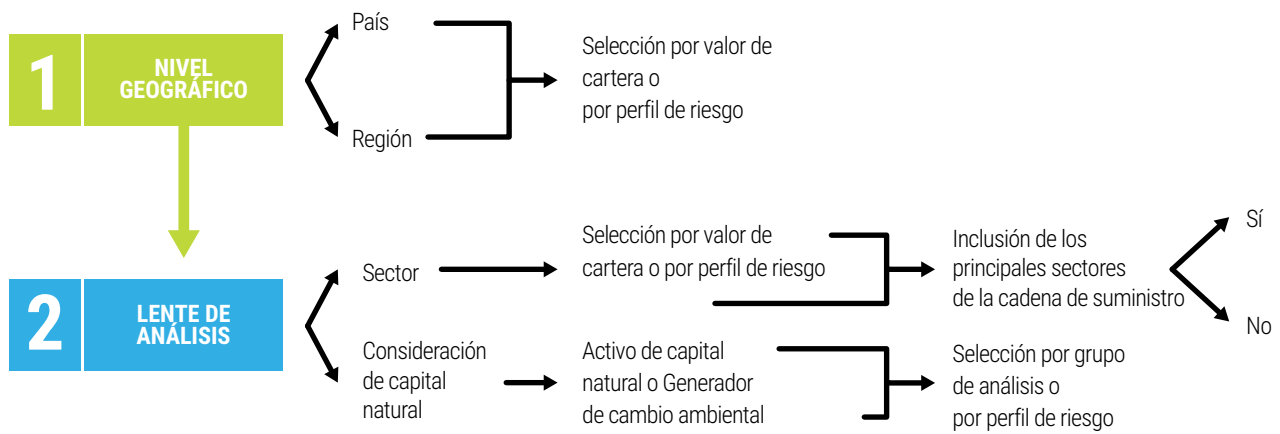 1
NIVEL
GEOGRÁFICO
País
Región
Selección por valor de
cartera o
por perfil de riesgo
2
LENTE DE
ANÁLISIS
Sector
Selección por valor de
cartera o por perfil de riesgo
Inclusión de los
principales sectores
de la cadena de suministro
Sí
No
Consideración
de capital
natural
Activo de capital
natural o Generador
de cambio ambiental
Selección por grupo
de análisis o
por perfil de riesgo